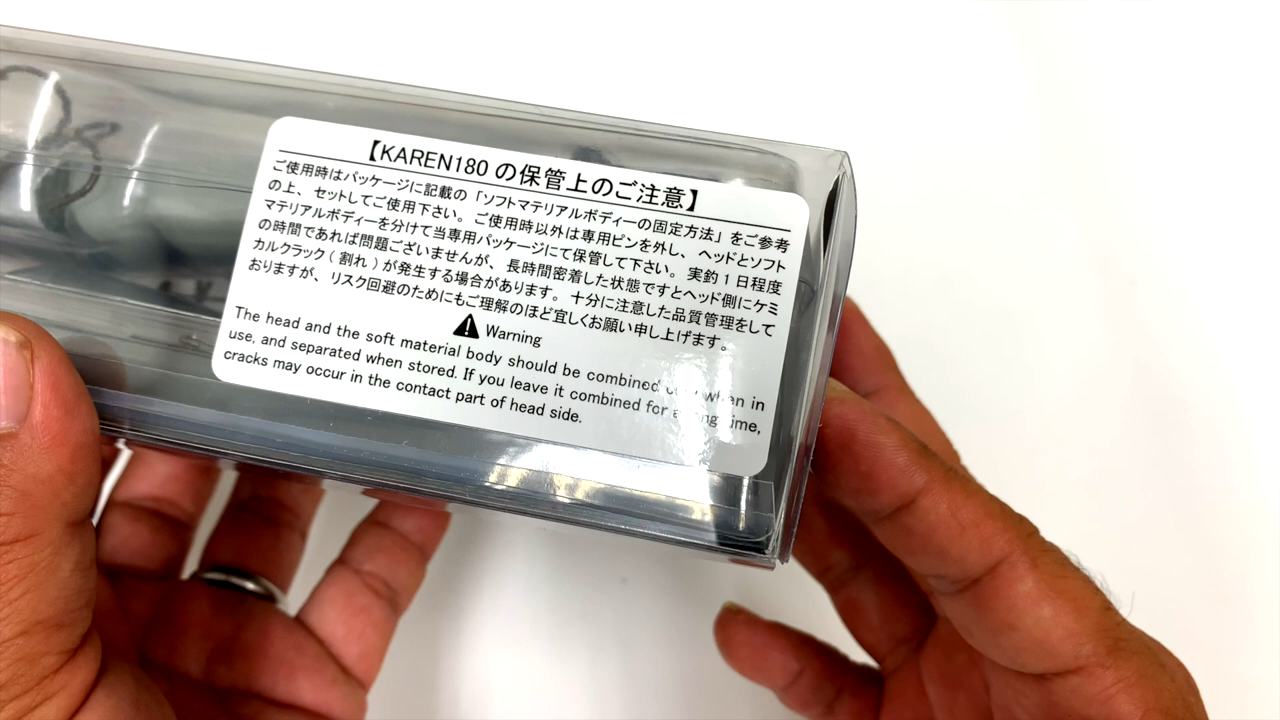 【KAREN180 の保管上のご注意】
ご使用時はパッケージに記載の「ソフトマテリアルボディーの固定方法」をご参考
の上、セットしてご使用下さい。ご使用時以外は専用ピンを外し、ヘッドとソフト
マテリアルボディーを分けて当専用パッケージにて保管して下さい。実釣1日程度
の時間であれば問題ございませんが、長時間密着した状態ですとヘッド側にケミ
カルクラック(割れ)が発生する場合があります。十分に注意した品質管理をして
おりますが、リスク回避のためにもご理解のほど宜しくお願い申し上げます。
Warning
The head and the soft material body should be combined only when in
use, and separated when stored. If you leave it combined for a long time,
cracks may occur in the contact part of head side.